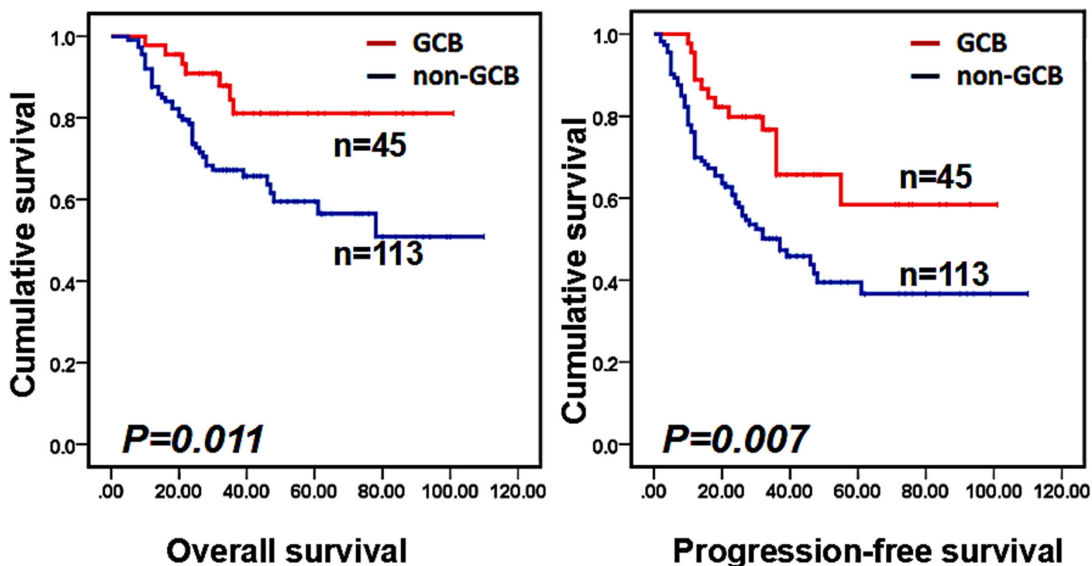 Cumulative survival
1.0
0.8
0.6
0.4
0.2
0.0
GCB
non-GCB
n=45
n=113
P=0.011
.00 20.00 40.00 60.00 80.00 100.00 120.00
Overall survival
Cumulative survival
1.0
0.8
0.6
0.4
0.2
0.0
GCB
non-GCB
n=45
n=113
P=0.007
.00 20.00 40.00 60.00 80.00 100.00 120.00
Progression-free survival